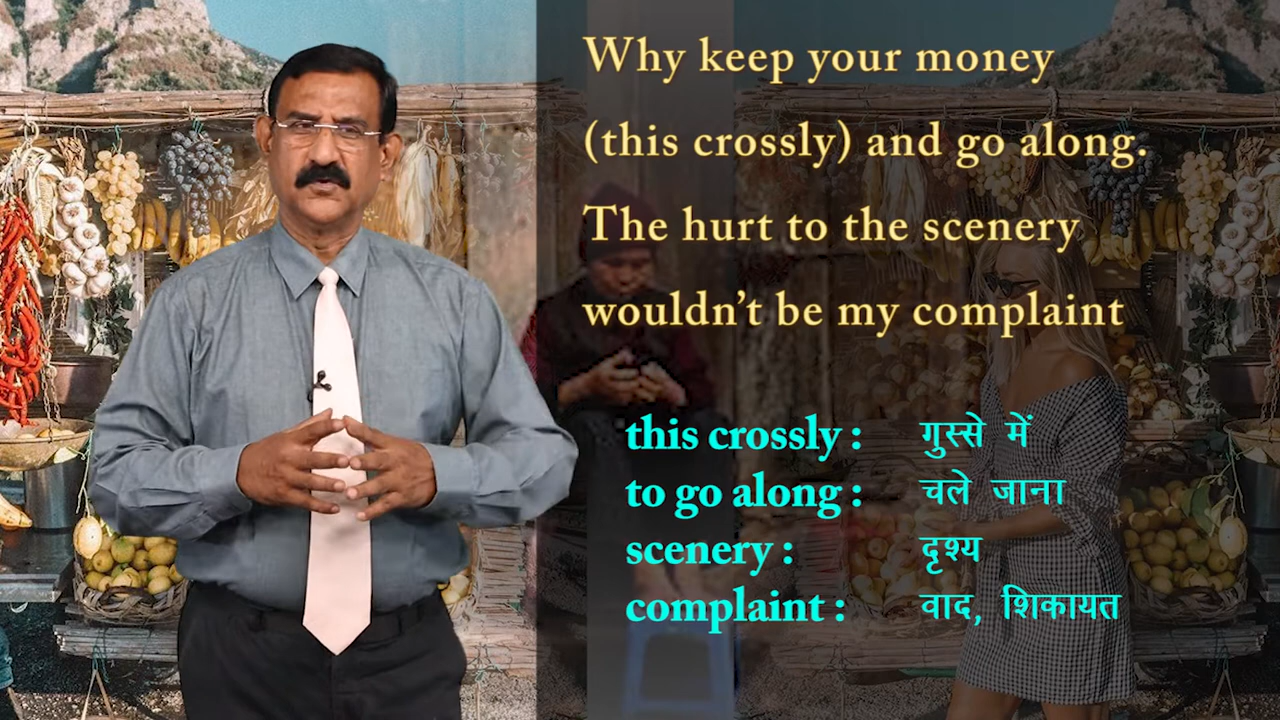 Why keep your money
(this crossly) and go along.
The hurt to the scenery
wouldn't be my complaint
this crossly : गुस्से में
to go along : चले जाना
scenery : दृश्य
complaint : वाद, शिकायत